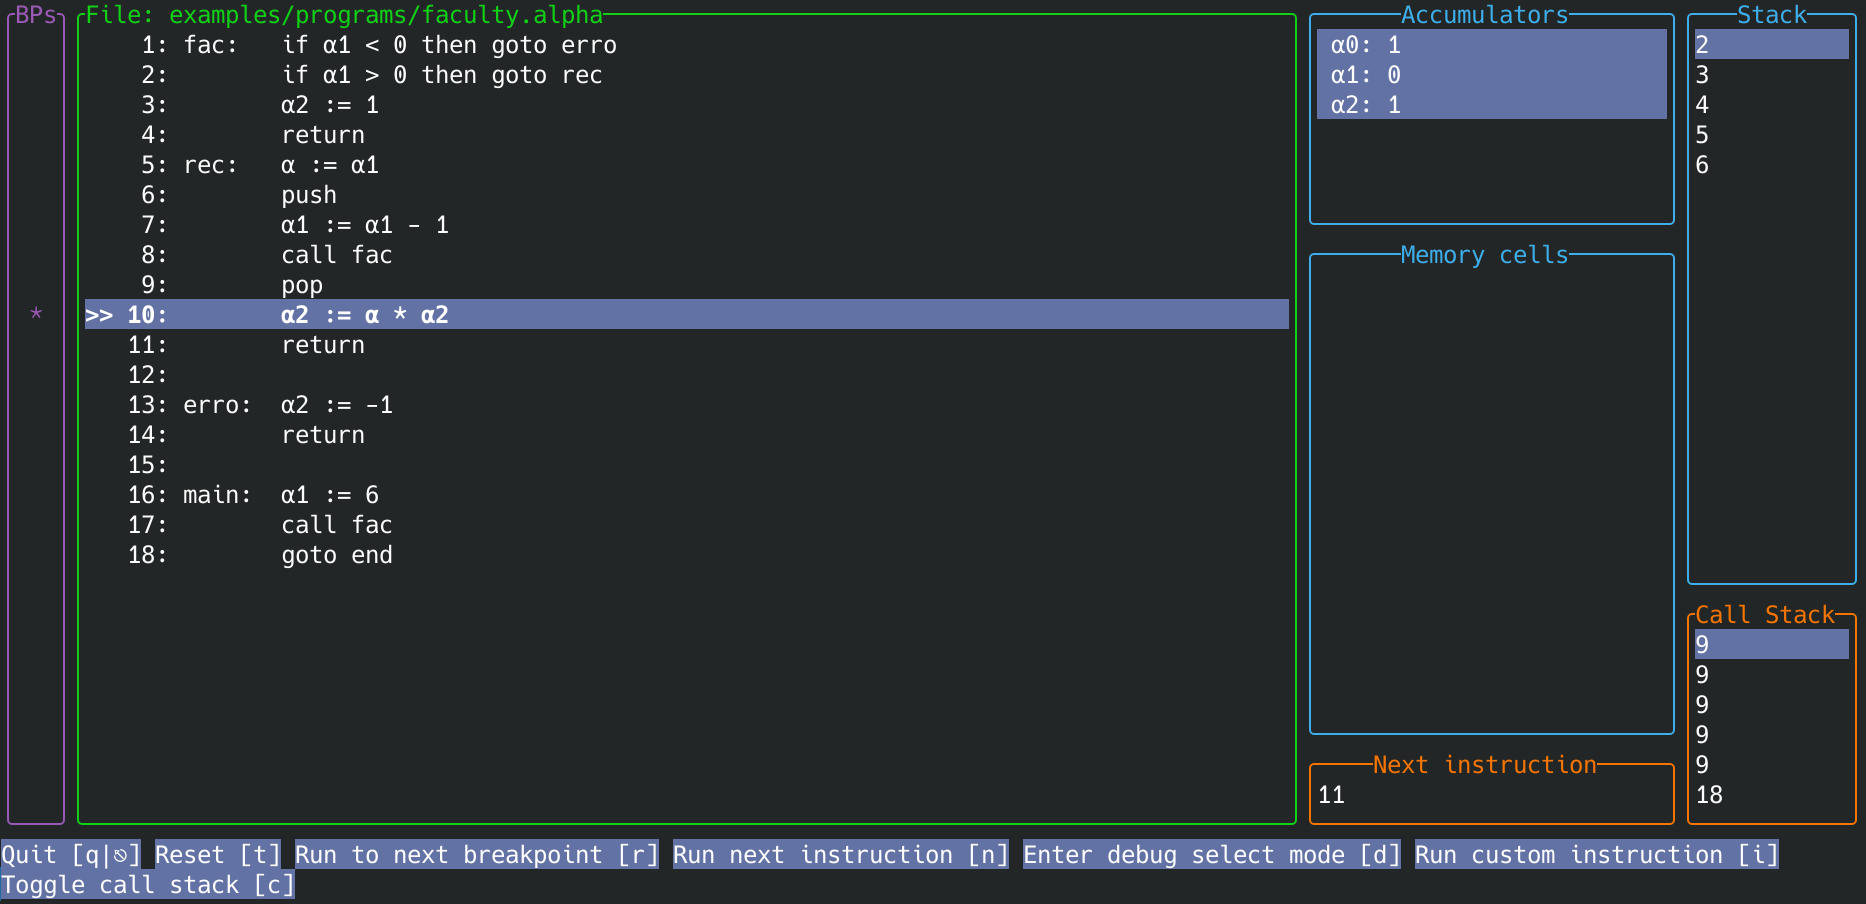 BPs
*
File: examples/programs/faculty.alpha
1: fac:   if α1 < 0 then goto erro
2:        if α1 > 0 then goto rec
3:        α2 := 1
4:        return
5: rec:   α := α1
6:        push
7:        α1 := α1 - 1
8:        call fac
9:        pop
>> 10:        α2 := α * α2
11:        return
12:
13: erro:  α2 := -1
14:        return
15:
16: main:  α1 := 6
17:        call fac
18:        goto end
Accumulators
α0: 1
α1: 0
α2: 1
Memory cells
Next instruction
11
Stack
2
3
4
5
6
Call Stack
9
9
9
9
9
18
Quit [q|⎋] Reset [t] Run to next breakpoint [r] Run next instruction [n] Enter debug select mode [d] Run custom instruction [i]
Toggle call stack [c]